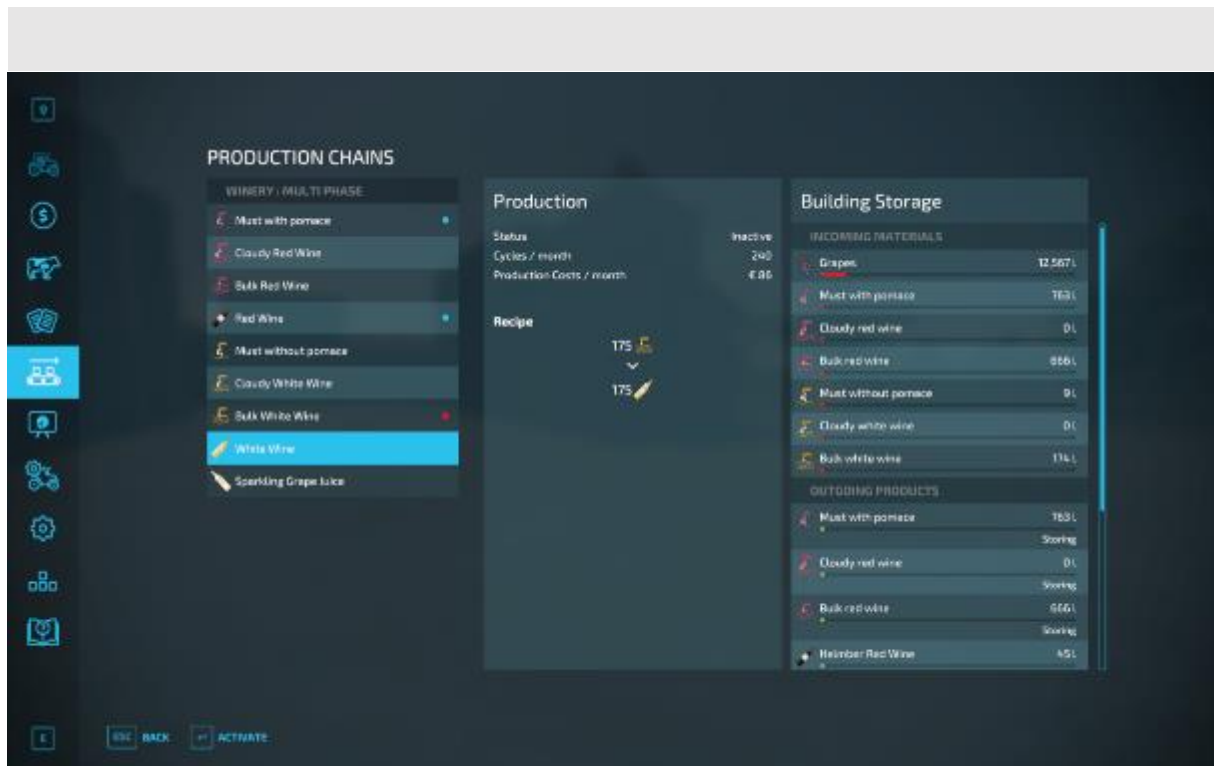 PRODUCTION CHAINS
WINERY : MULTI PHASE
Must with pomace
Cloudy Red Wine
Bulk Red Wine
Red Wine
Must without pomace
Cloudy White Wine
Bulk White Wine
White Wine
Sparkling Grape Juice
Production
Status Inactive
Cycles / month 240
Production Costs / month € 86
Recipe
175
175
Building Storage
INCOMING MATERIALS
Grapes 12,567 L
Must with pomace 763 L
Cloudy red wine 0 L
Bulk red wine 666 L
Must without pomace 9 L
Cloudy white wine 0 L
Bulk white wine 174 L
OUTGOING PRODUCTS
Must with pomace 763 L
Storing
Cloudy red wine 0 L
Storing
Bulk red wine 666 L
Storing
Helmber Red Wine 45 L
E
ESC BACK
ACTIVATE